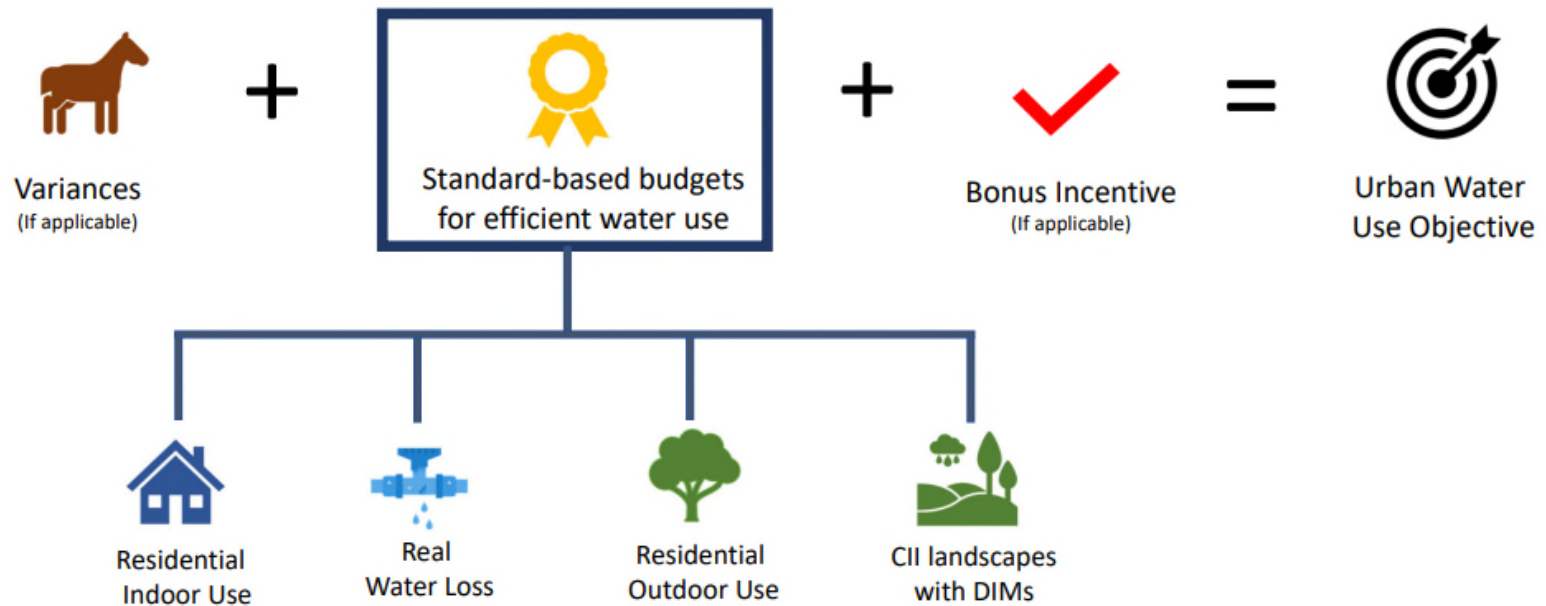 +
+
=
Variances
(If applicable)
Standard-based budgets
for efficient water use
Bonus Incentive
(If applicable)
Urban Water
Use Objective
Residential
Indoor Use
Real
Water Loss
Residential
Outdoor Use
CII landscapes
with DIMs